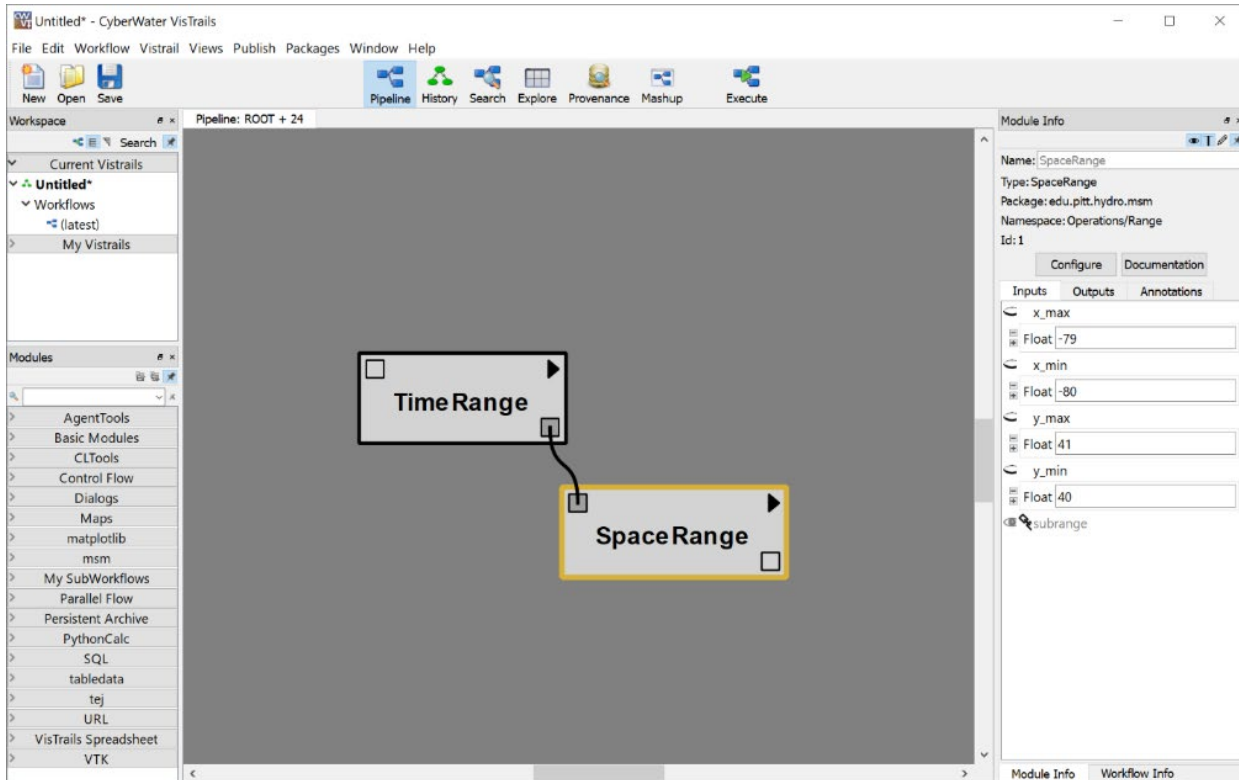 Untitled* - CyberWater VisTrails
File Edit Workflow Vistrail Views Publish Packages Window Help
New Open Save Pipeline History Search Explore Provenance Mashup Execute
Workspace
Search
Current Vistrails
Untitled*
Workflows
(latest)
My Vistrails
Modules
AgentTools
Basic Modules
CLTools
Control Flow
Dialogs
Maps
matplotlib
msm
My SubWorkflows
Parallel Flow
Persistent Archive
PythonCalc
SQL
tabledata
tej
URL
VisTrails Spreadsheet
VTK
Pipeline: ROOT + 24
TimeRange
SpaceRange
Module Info
Name: SpaceRange
Type: SpaceRange
Package: edu.pitt.hydro.msm
Namespace: Operations/Range
Id: 1
Configure Documentation
Inputs Outputs Annotations
x_max
Float -79
x_min
Float -80
y_max
Float 41
y_min
Float 40
subrange
Module Info Workflow Info